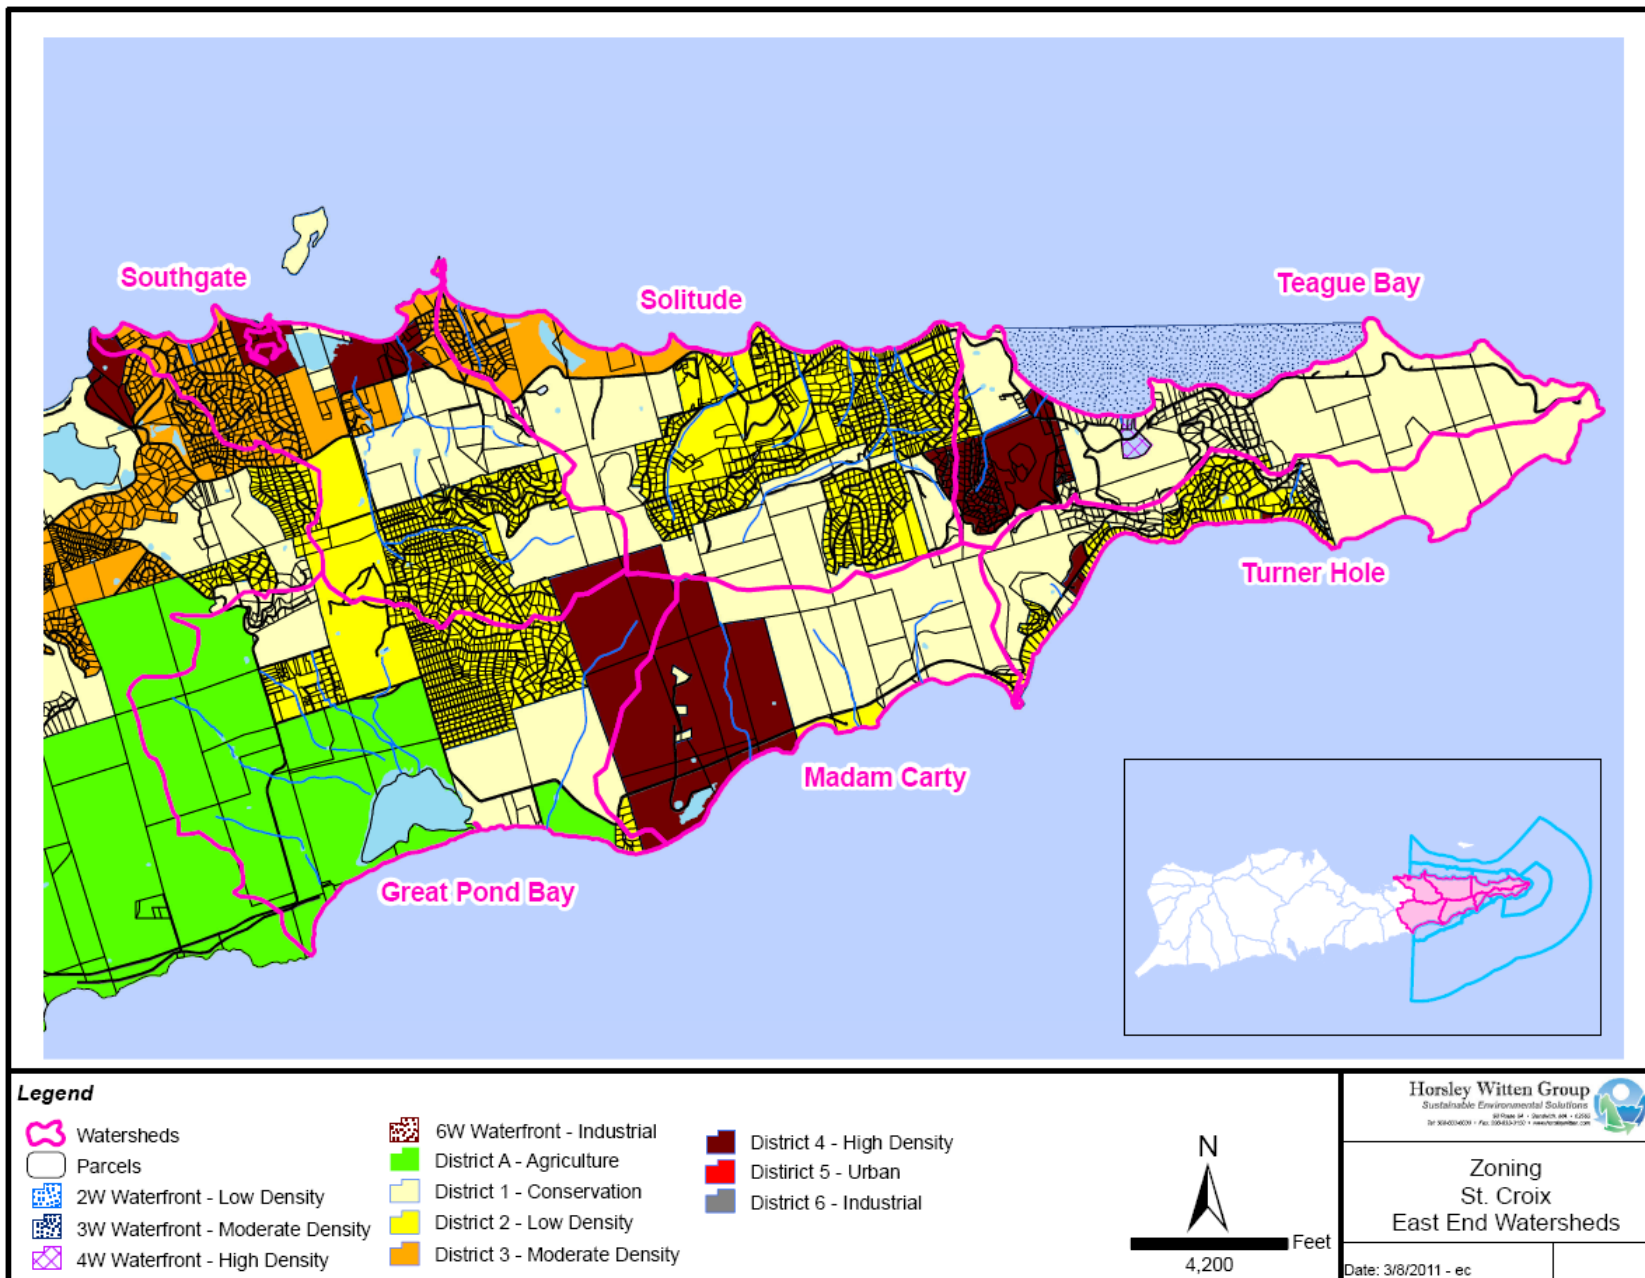 Southgate
Solitude
Teague Bay
Turner Hole
Madam Carty
Great Pond Bay
Legend
Watersheds
Parcels
2W Waterfront - Low Density
3W Waterfront - Moderate Density
4W Waterfront - High Density
6W Waterfront - Industrial
District A - Agriculture
District 1 - Conservation
District 2 - Low Density
District 3 - Moderate Density
District 4 - High Density
District 5 - Urban
District 6 - Industrial
N
Feet
4,200
Horsley Witten Group
Sustainable Environmental Solutions
Zoning
St. Croix
East End Watersheds
Date: 3/8/2011 - ec